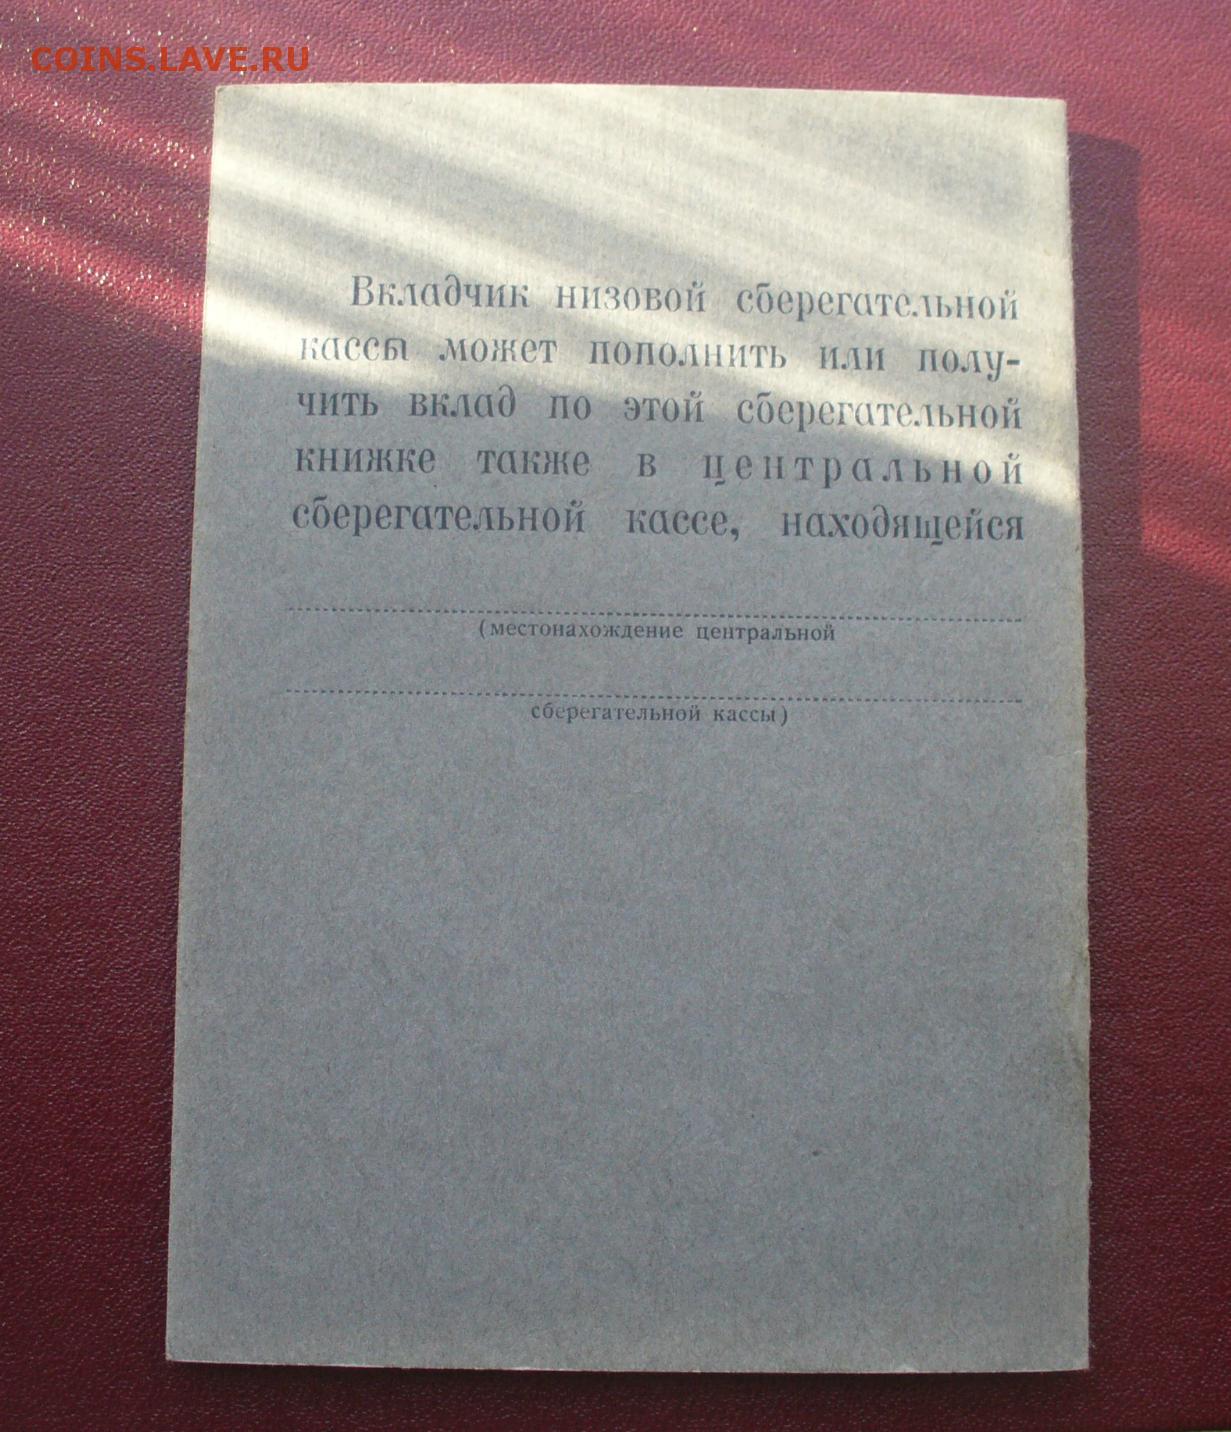 COINS.LAVE.RU
Вкладчик низовой сберегательной
кассы может пополнить или полу-
чить вклад по этой сберегательной
книжке также в центральной
сберегательной кассе, находящейся
(местонахождение центральной
сберегательной кассы)